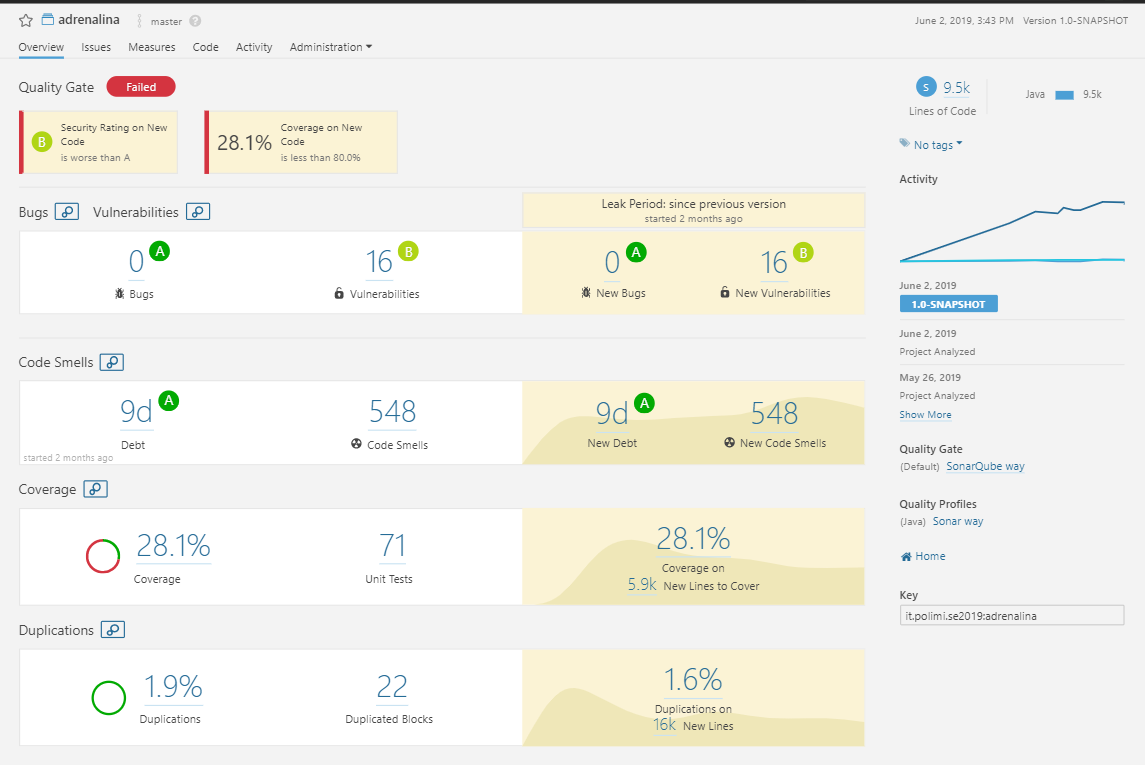 adrenalina master ? June 2, 2019, 3:43 PM Version 1.0-SNAPSHOT
Overview Issues Measures Code Activity Administration
Quality Gate Failed
B Security Rating on New
Code
is worse than A
28.1% Coverage on New
Code
is less than 80.0%
Bugs Vulnerabilities
Leak Period: since previous version
started 2 months ago
0 A
Bugs
16 B
Vulnerabilities
0 A
New Bugs
16 B
New Vulnerabilities
Code Smells
9d A
Debt
started 2 months ago
548
Code Smells
9d A
New Debt
548
New Code Smells
Coverage
28.1%
Coverage
71
Unit Tests
28.1%
Coverage on
5.9k New Lines to Cover
Duplications
1.9%
Duplications
22
Duplicated Blocks
1.6%
Duplications on
16k New Lines
S 9.5k
Lines of Code
Java 9.5k
No tags
Activity
June 2, 2019
1.0-SNAPSHOT
June 2, 2019
Project Analyzed
May 26, 2019
Project Analyzed
Show More
Quality Gate
(Default) SonarQube way
Quality Profiles
(Java) Sonar way
Home
Key
it.polimi.se2019:adrenalina